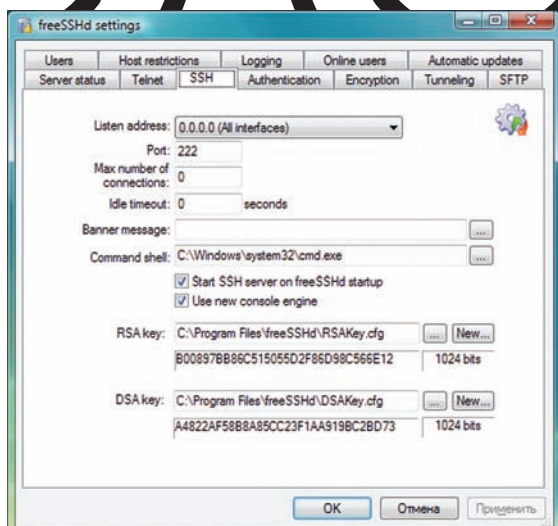 freeSSHd settings
Users Host restrictions Logging Online users Automatic updates
Server status Telnet SSH Authentication Encryption Tunneling SFTP
Listen address: 0.0.0.0 (All interfaces)
Port: 222
Max number of connections: 0
Idle timeout: 0 seconds
Banner message: ...
Command shell: C:\Windows\system32\cmd.exe ...
Start SSH server on freeSSHd startup
Use new console engine
RSA key: C:\Program Files\freeSSHd\RSAKey.cfg ... New...
B00897BB86C515055D2F86D98C566E12 1024 bits
DSA key: C:\Program Files\freeSSHd\DSAKey.cfg ... New...
A4822AF58B8A85CC23F1AA919BC2BD73 1024 bits
OK Отмена Применить